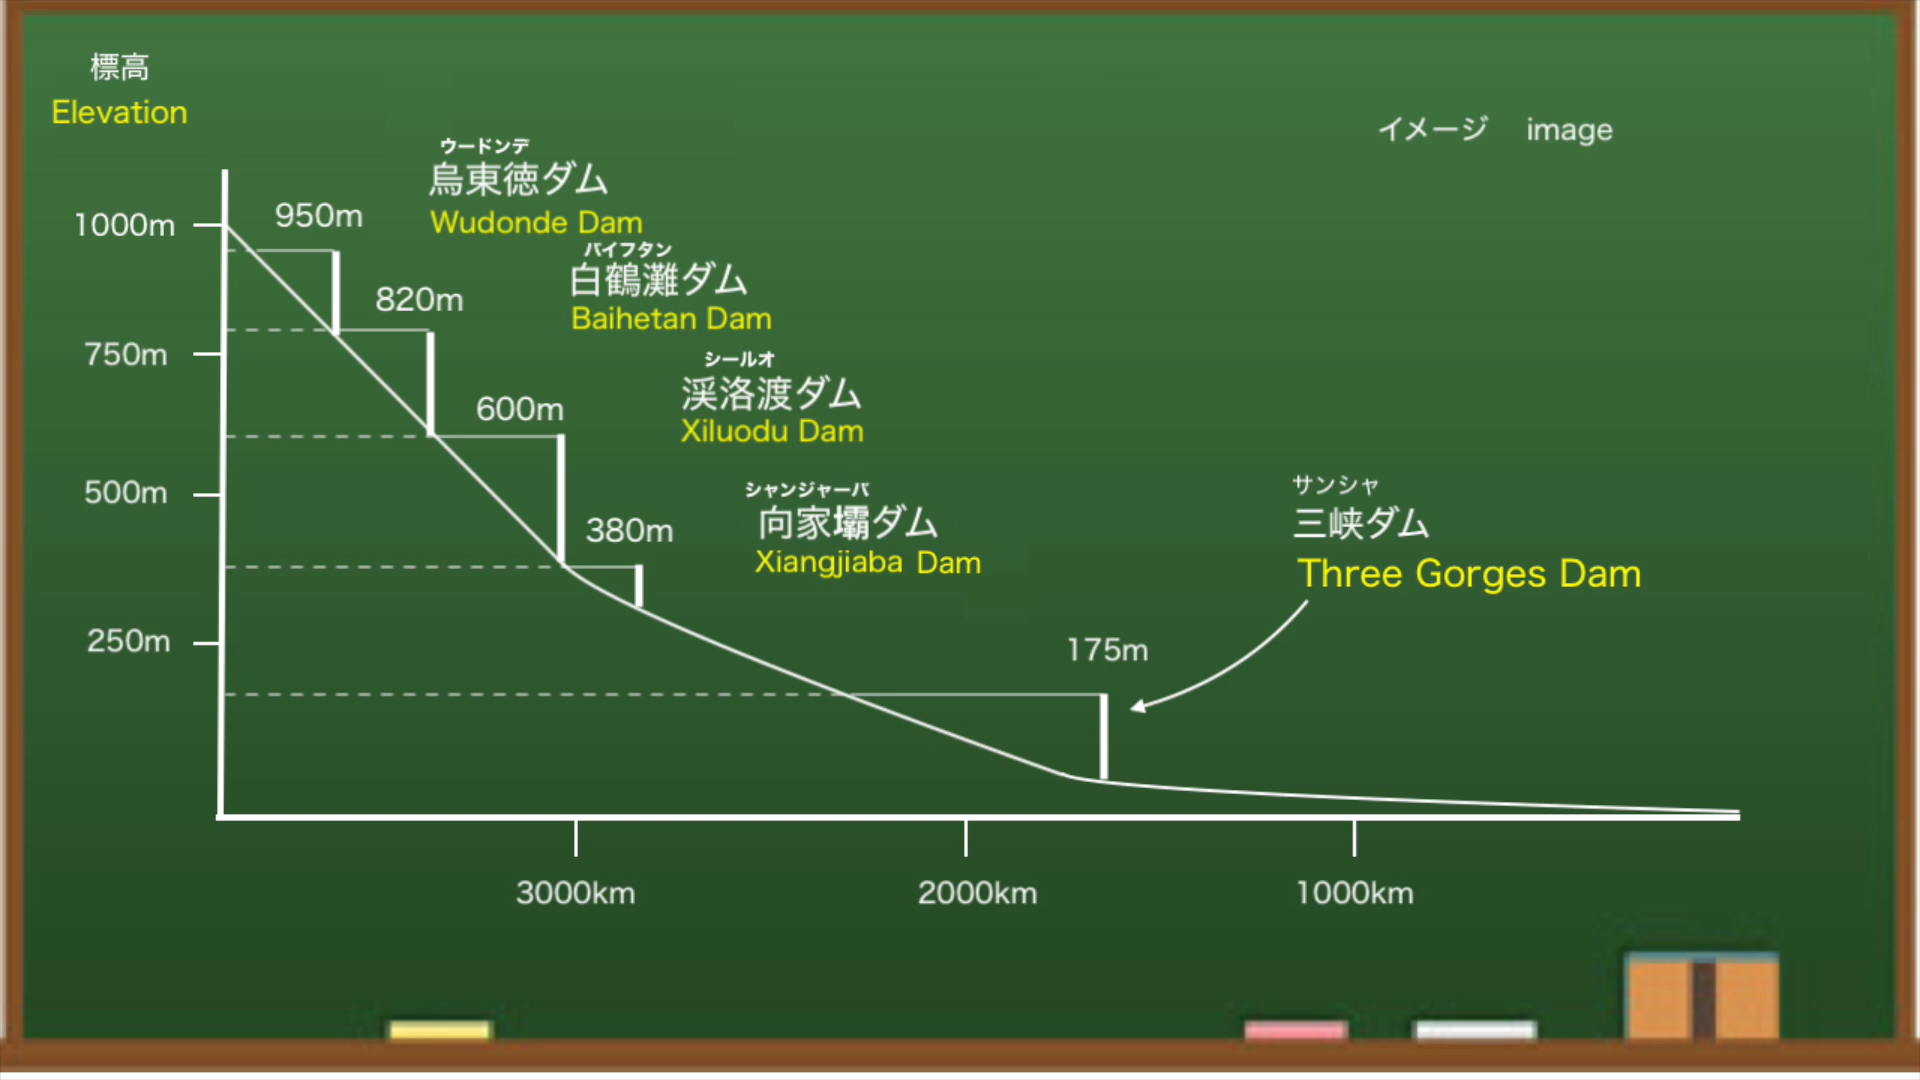 標高
Elevation
イメージ image
ウードンデ
烏東徳ダム
Wudonde Dam
バイフタン
白鶴灘ダム
Baihetan Dam
シールオ
渓洛渡ダム
Xiluodu Dam
シャンジャーバ
向家壩ダム
Xiangjiaba Dam
サンシャ
三峡ダム
Three Gorges Dam
1000m
950m
820m
750m
600m
500m
380m
250m
175m
3000km
2000km
1000km